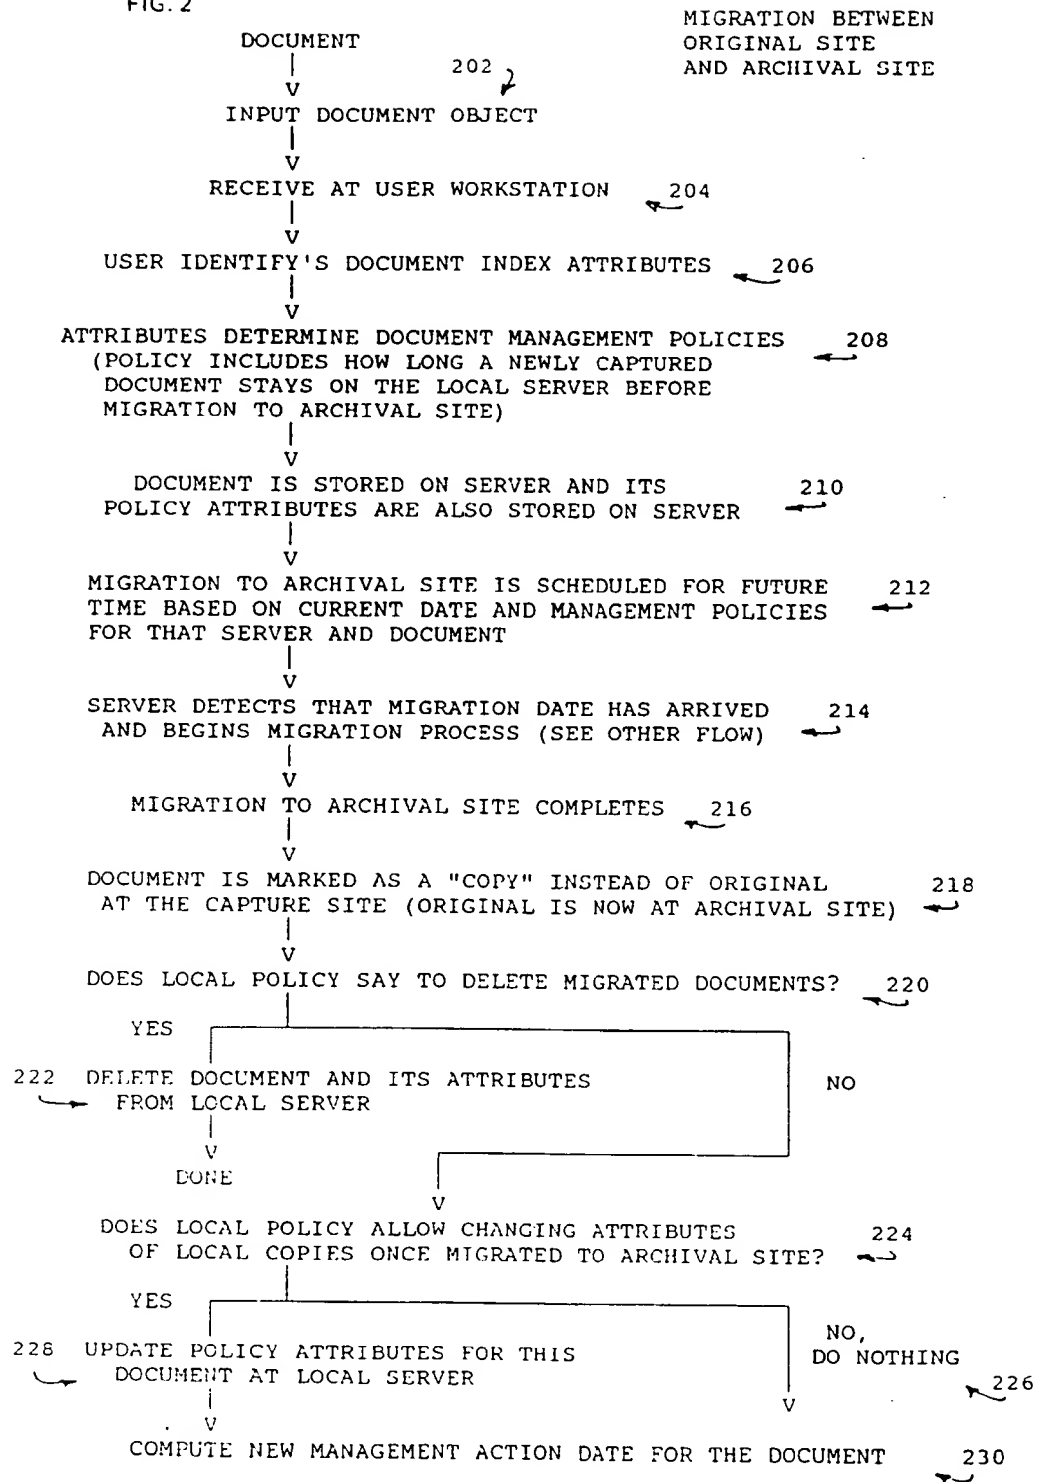 FIG. 2
MIGRATION BETWEEN
ORIGINAL SITE
AND ARCHIVAL SITE
DOCUMENT
V
202
INPUT DOCUMENT OBJECT
V
RECEIVE AT USER WORKSTATION 204
V
USER IDENTIFY'S DOCUMENT INDEX ATTRIBUTES 206
V
ATTRIBUTES DETERMINE DOCUMENT MANAGEMENT POLICIES 208
(POLICY INCLUDES HOW LONG A NEWLY CAPTURED
DOCUMENT STAYS ON THE LOCAL SERVER BEFORE
MIGRATION TO ARCHIVAL SITE)
V
DOCUMENT IS STORED ON SERVER AND ITS 210
POLICY ATTRIBUTES ARE ALSO STORED ON SERVER
V
MIGRATION TO ARCHIVAL SITE IS SCHEDULED FOR FUTURE 212
TIME BASED ON CURRENT DATE AND MANAGEMENT POLICIES
FOR THAT SERVER AND DOCUMENT
V
SERVER DETECTS THAT MIGRATION DATE HAS ARRIVED 214
AND BEGINS MIGRATION PROCESS (SEE OTHER FLOW)
V
MIGRATION TO ARCHIVAL SITE COMPLETES 216
V
DOCUMENT IS MARKED AS A "COPY" INSTEAD OF ORIGINAL 218
AT THE CAPTURE SITE (ORIGINAL IS NOW AT ARCHIVAL SITE)
V
DOES LOCAL POLICY SAY TO DELETE MIGRATED DOCUMENTS? 220
YES
222 DELETE DOCUMENT AND ITS ATTRIBUTES NO
FROM LOCAL SERVER
V
DONE
V
DOES LOCAL POLICY ALLOW CHANGING ATTRIBUTES 224
OF LOCAL COPIES ONCE MIGRATED TO ARCHIVAL SITE?
YES
NO,
228 UPDATE POLICY ATTRIBUTES FOR THIS DO NOTHING
DOCUMENT AT LOCAL SERVER 226
V
V
COMPUTE NEW MANAGEMENT ACTION DATE FOR THE DOCUMENT 230